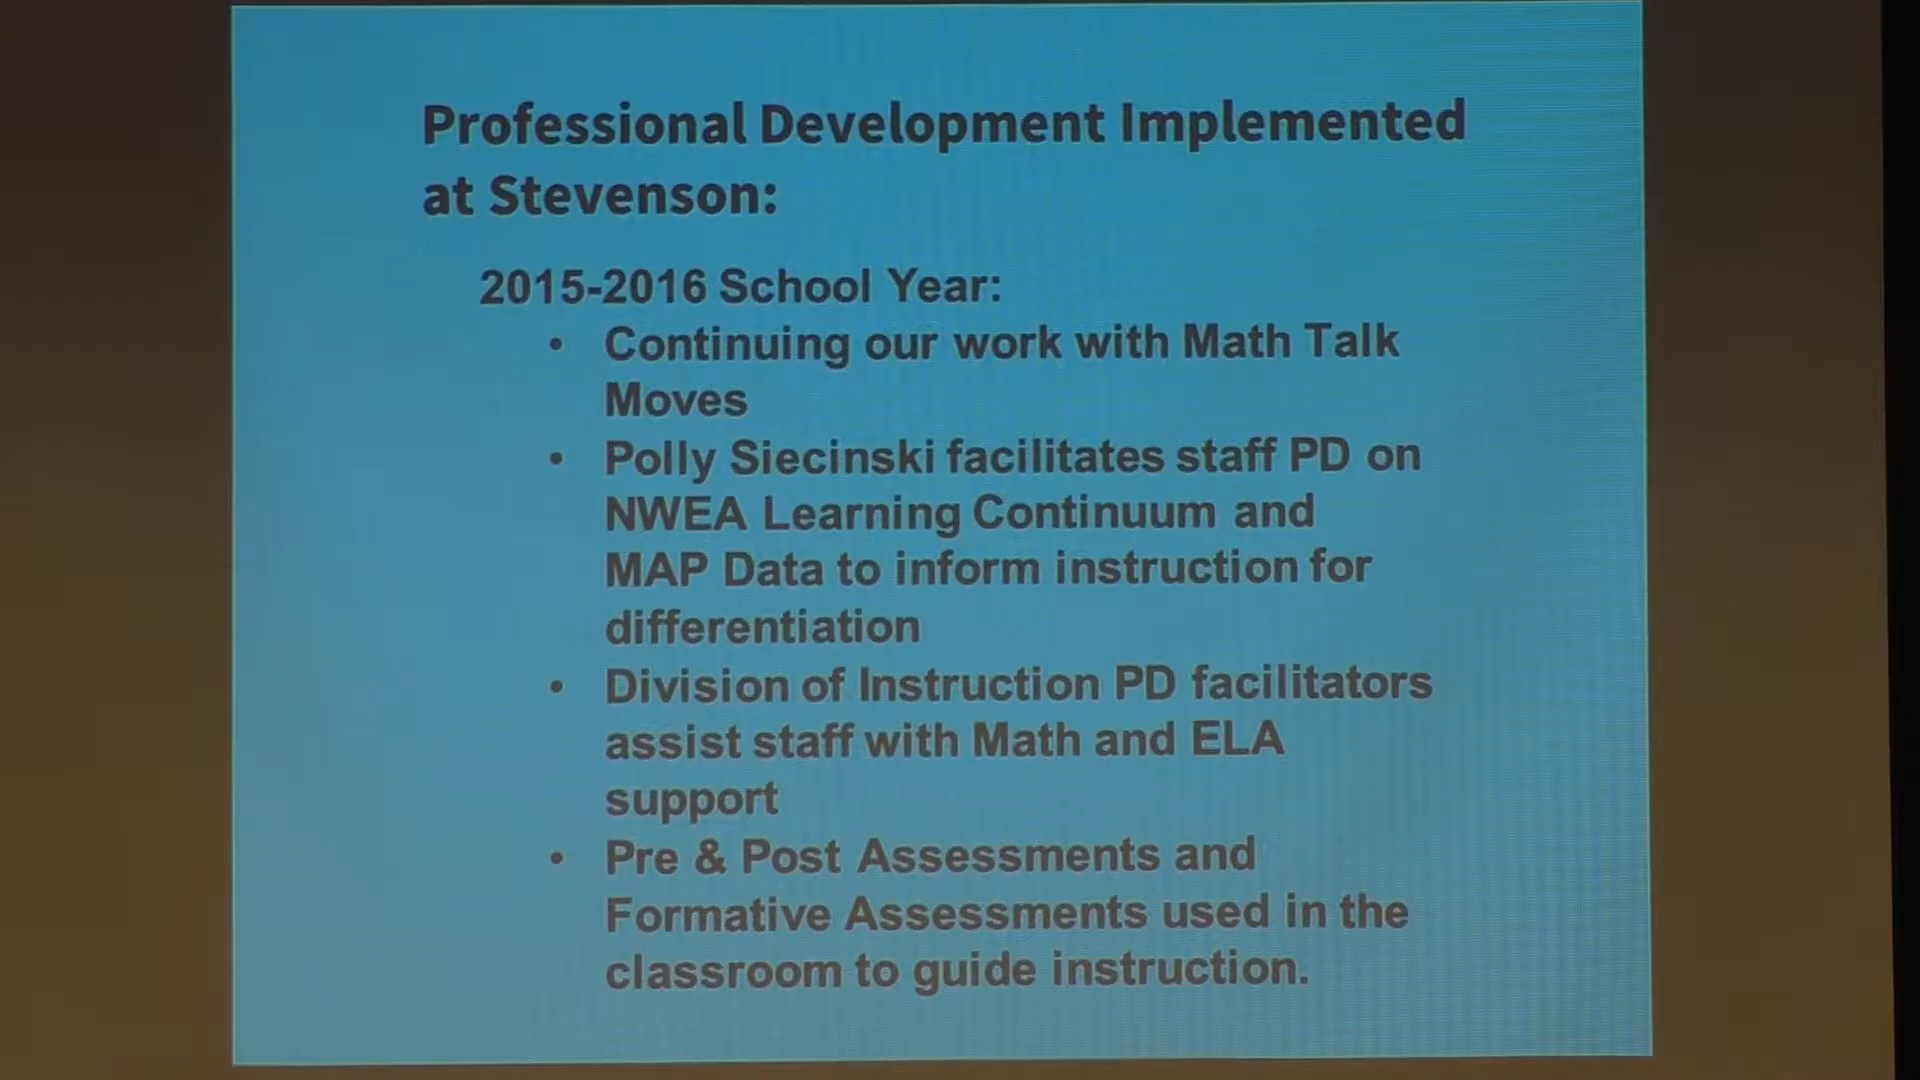 Professional Development Implemented
at Stevenson:
2015-2016 School Year:
• Continuing our work with Math Talk
Moves
• Polly Siecinski facilitates staff PD on
NWEA Learning Continuum and
MAP Data to inform instruction for
differentiation
• Division of Instruction PD facilitators
assist staff with Math and ELA
support
• Pre & Post Assessments and
Formative Assessments used in the
classroom to guide instruction.